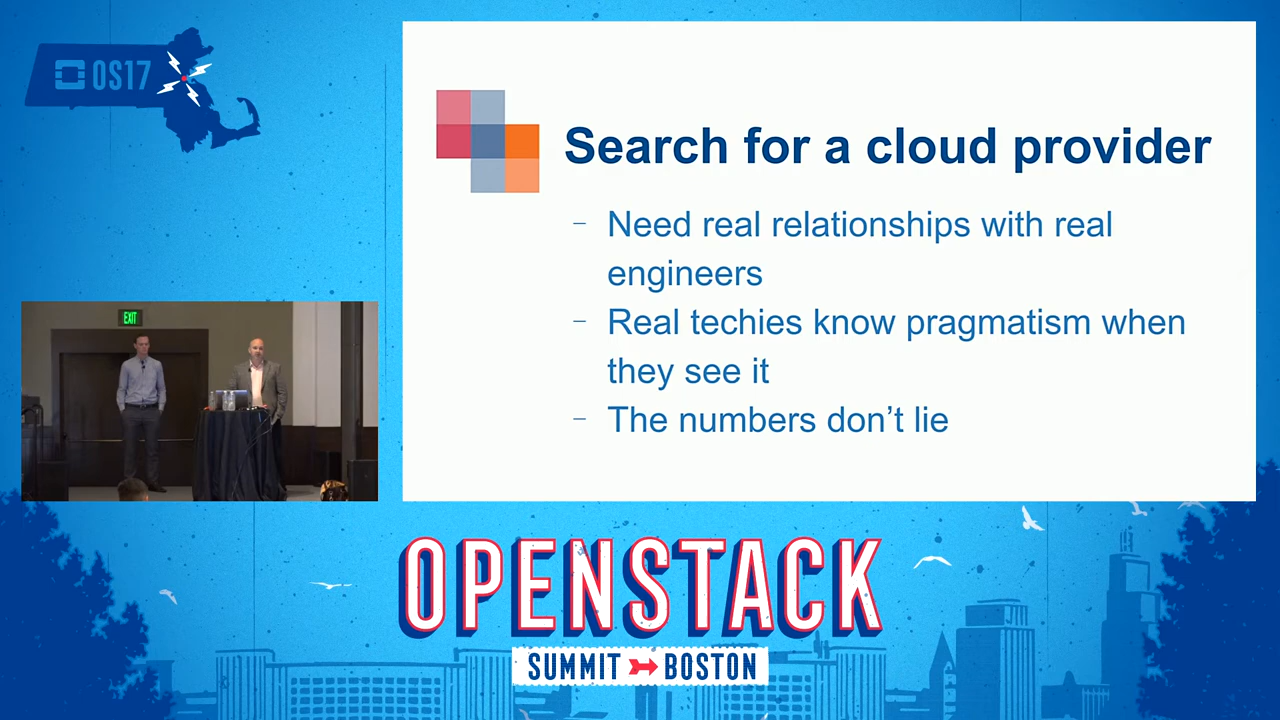 OS17
Search for a cloud provider
- Need real relationships with real
engineers
- Real techies know pragmatism when
they see it
- The numbers don’t lie
EXIT
OPENSTACK
SUMMIT BOSTON